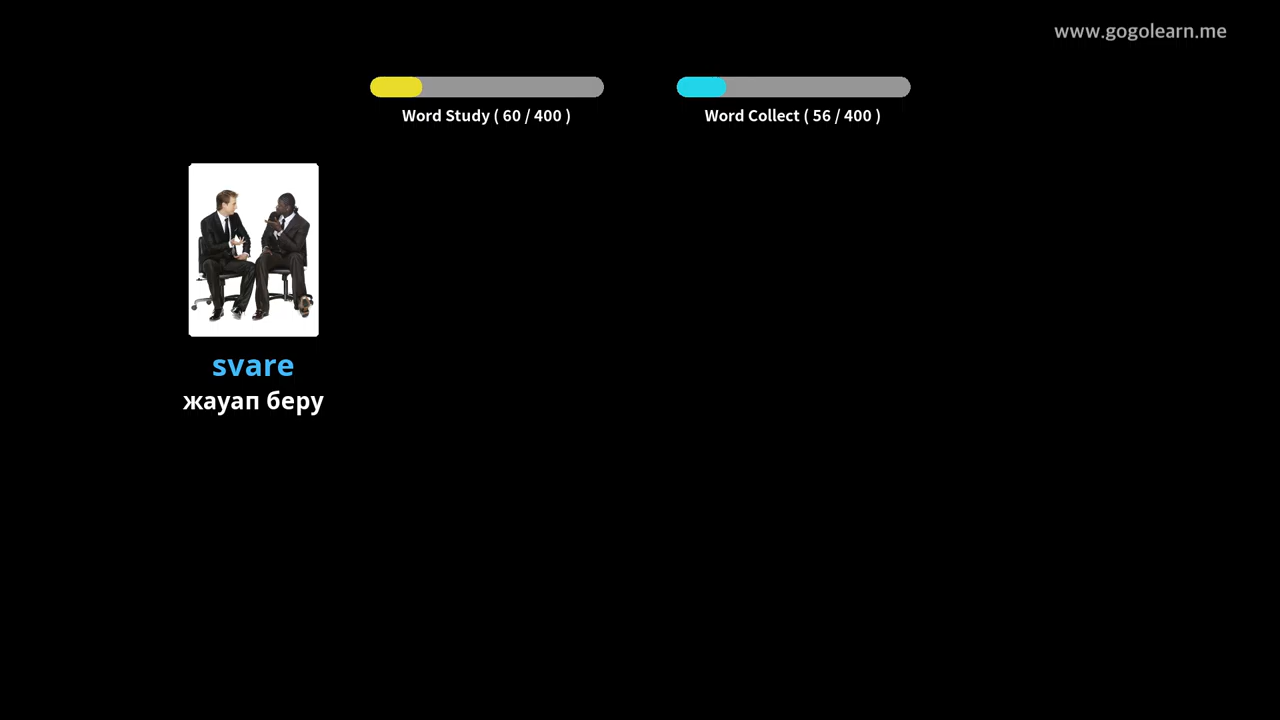 www.gogolearn.me
Word Study ( 60 / 400 )
Word Collect ( 56 / 400 )
svare
жауап беру